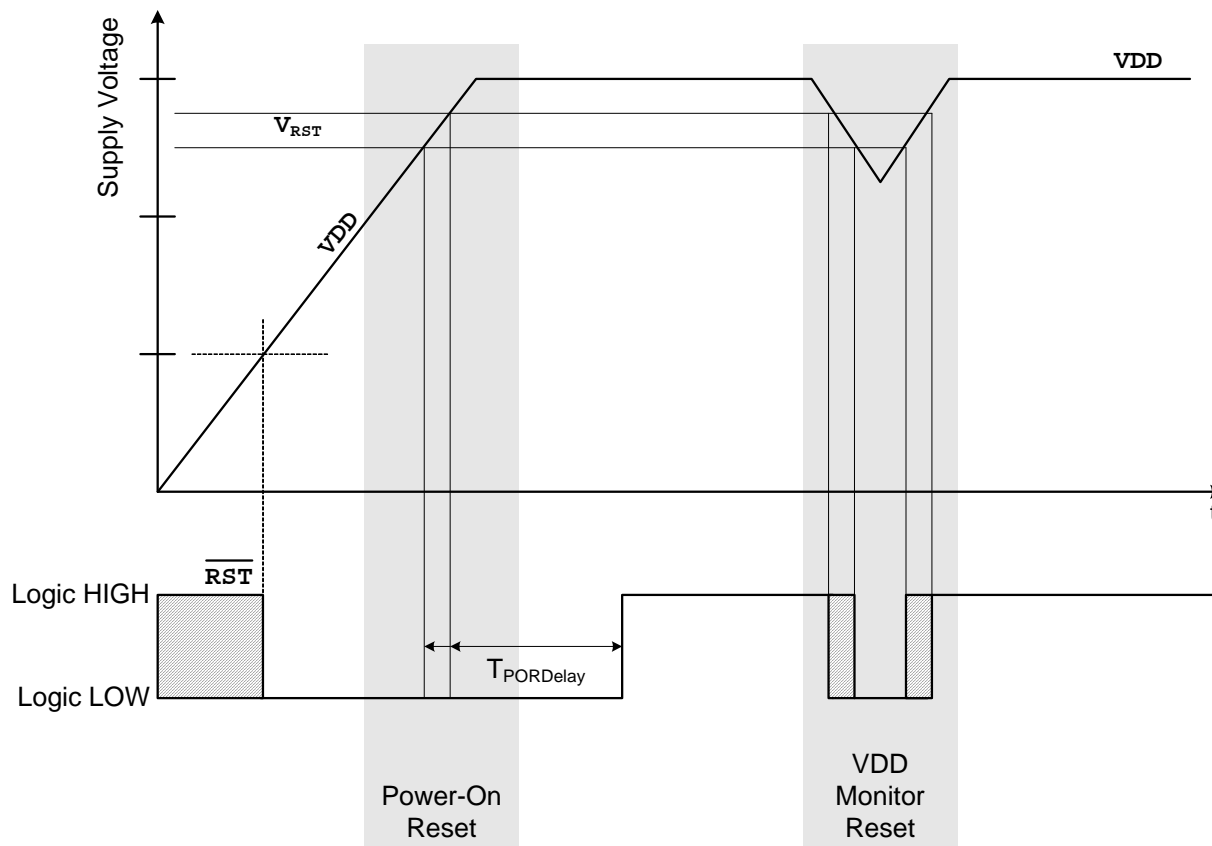 Supply Voltage
VDD
VRST
VDD
t
RST
Logic HIGH
TPORDelay
Logic LOW
Power-On
Reset
VDD
Monitor
Reset